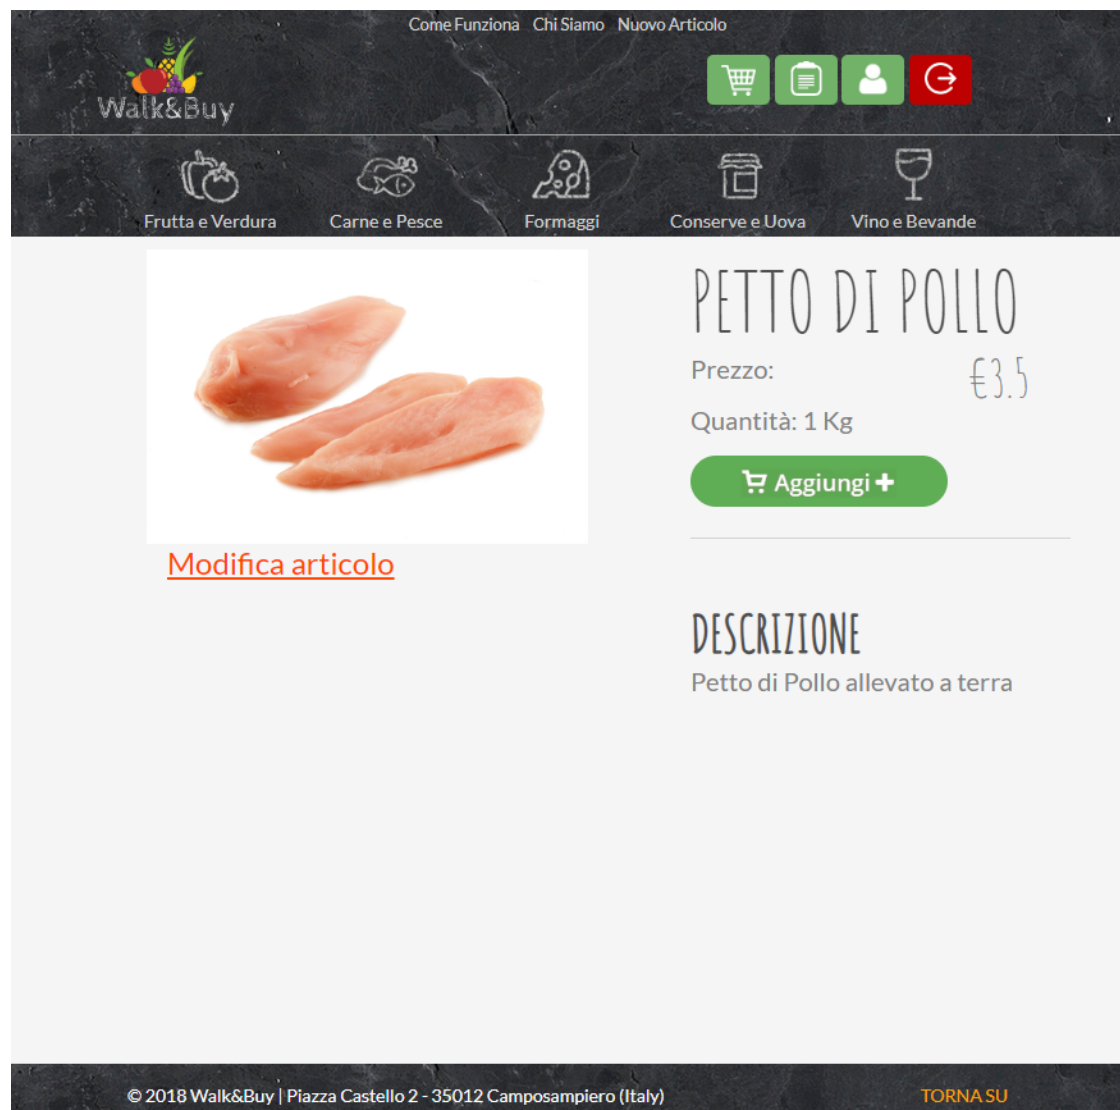 Come Funziona Chi Siamo Nuovo Articolo
Walk&Buy
Frutta e Verdura Carne e Pesce Formaggi Conserve e Uova Vino e Bevande
PETTO DI POLLO
Prezzo: €3.5
Quantità: 1 Kg
Aggiungi +
Modifica articolo
DESCRIZIONE
Petto di Pollo allevato a terra
© 2018 Walk&Buy | Piazza Castello 2 - 35012 Camposampiero (Italy) TORNA SU